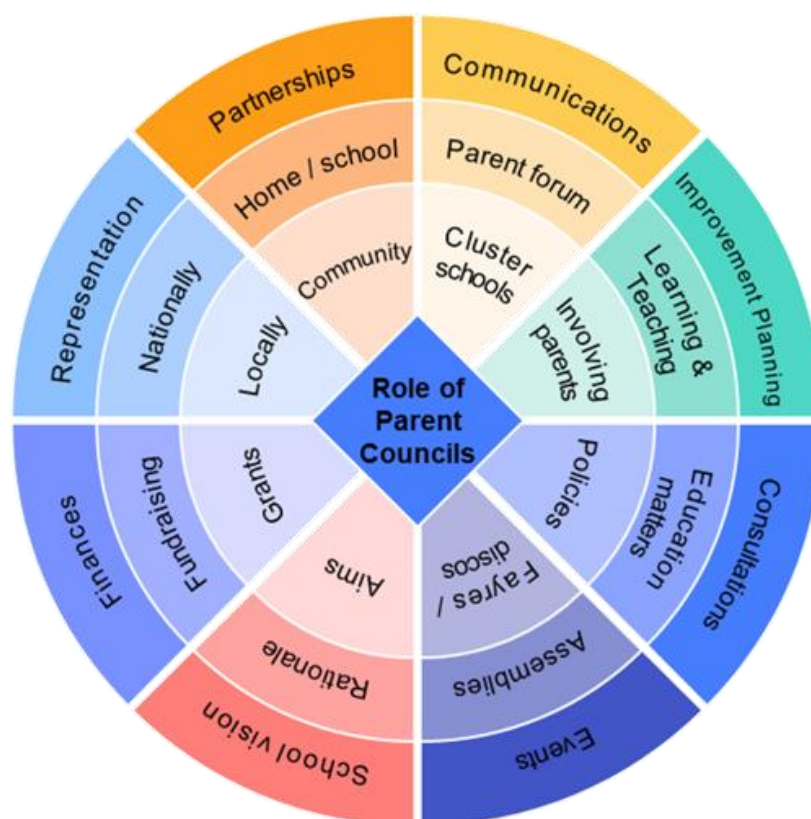 Role of
Parent
Councils
Communications
Parent forum
Cluster
schools
Improvement Planning
Learning &
Teaching
Involving
parents
Consultations
Education
matters
Policies
Events
Assemblies
Fayres /
discos
School vision
Rationale
Aims
Finances
Fundraising
Grants
Representation
Nationally
Locally
Partnerships
Home / school
Community